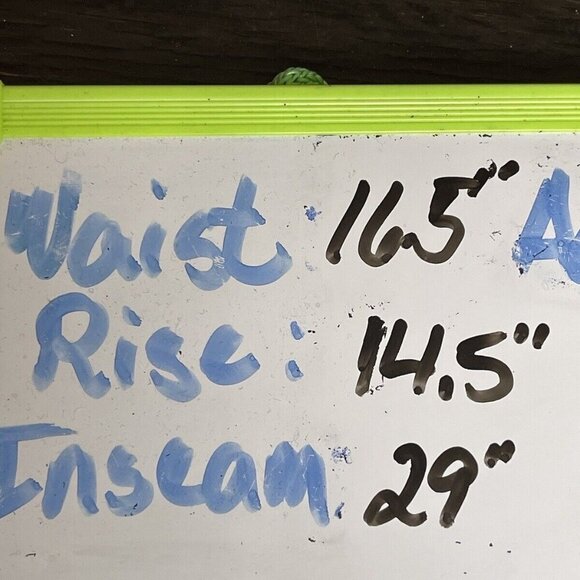 Waist: 16.5"
Rise: 14.5"
Inseam: 29"